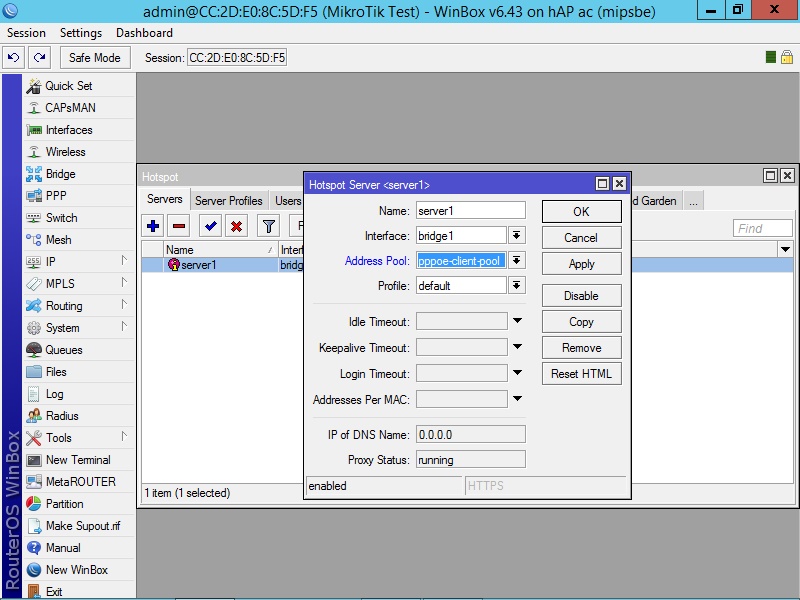 admin@CC:2D:E0:8C:5D:F5 (MikroTik Test) - WinBox v6.43 on hAP ac (mipsbe)
Session Settings Dashboard
Safe Mode Session: CC:2D:E0:8C:5D:F5
Quick Set
CAPsMAN
Interfaces
Wireless
Bridge
PPP
Switch
Mesh
IP
MPLS
Routing
System
Queues
Files
Log
Radius
Tools
New Terminal
MetaROUTER
Partition
Make Supout.rif
Manual
New WinBox
Exit
RouterOS WinBox
Hotspot
Servers Server Profiles Users d Garden ...
F Find
Name Interf
server1 bridg
1 item (1 selected)
Hotspot Server <server1>
Name: server1
Interface: bridge1
Address Pool: pppoe-client-pool
Profile: default
Idle Timeout:
Keepalive Timeout:
Login Timeout:
Addresses Per MAC:
IP of DNS Name: 0.0.0.0
Proxy Status: running
enabled HTTPS
OK
Cancel
Apply
Disable
Copy
Remove
Reset HTML